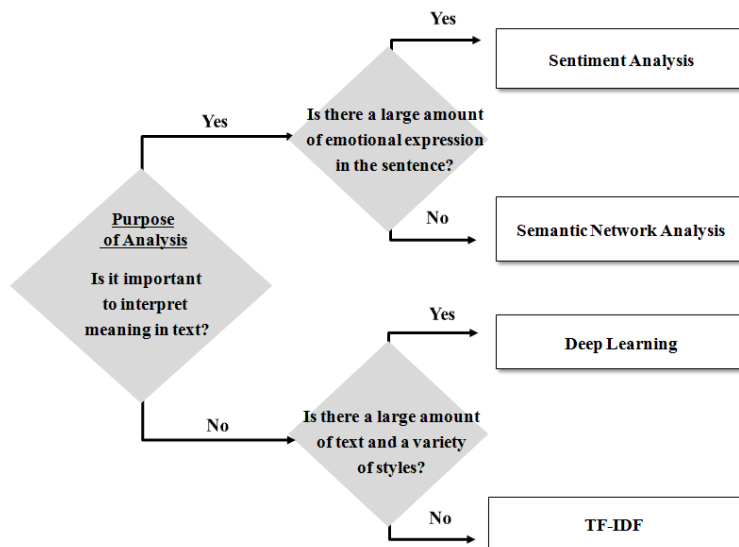 Yes
Sentiment Analysis
Is there a large amount
of emotional expression
in the sentence?
Yes
No
Semantic Network Analysis
Purpose
of Analysis
Is it important
to interpret
meaning in text?
Yes
Deep Learning
No
Is there a large amount
of text and a variety
of styles?
No
TF-IDF